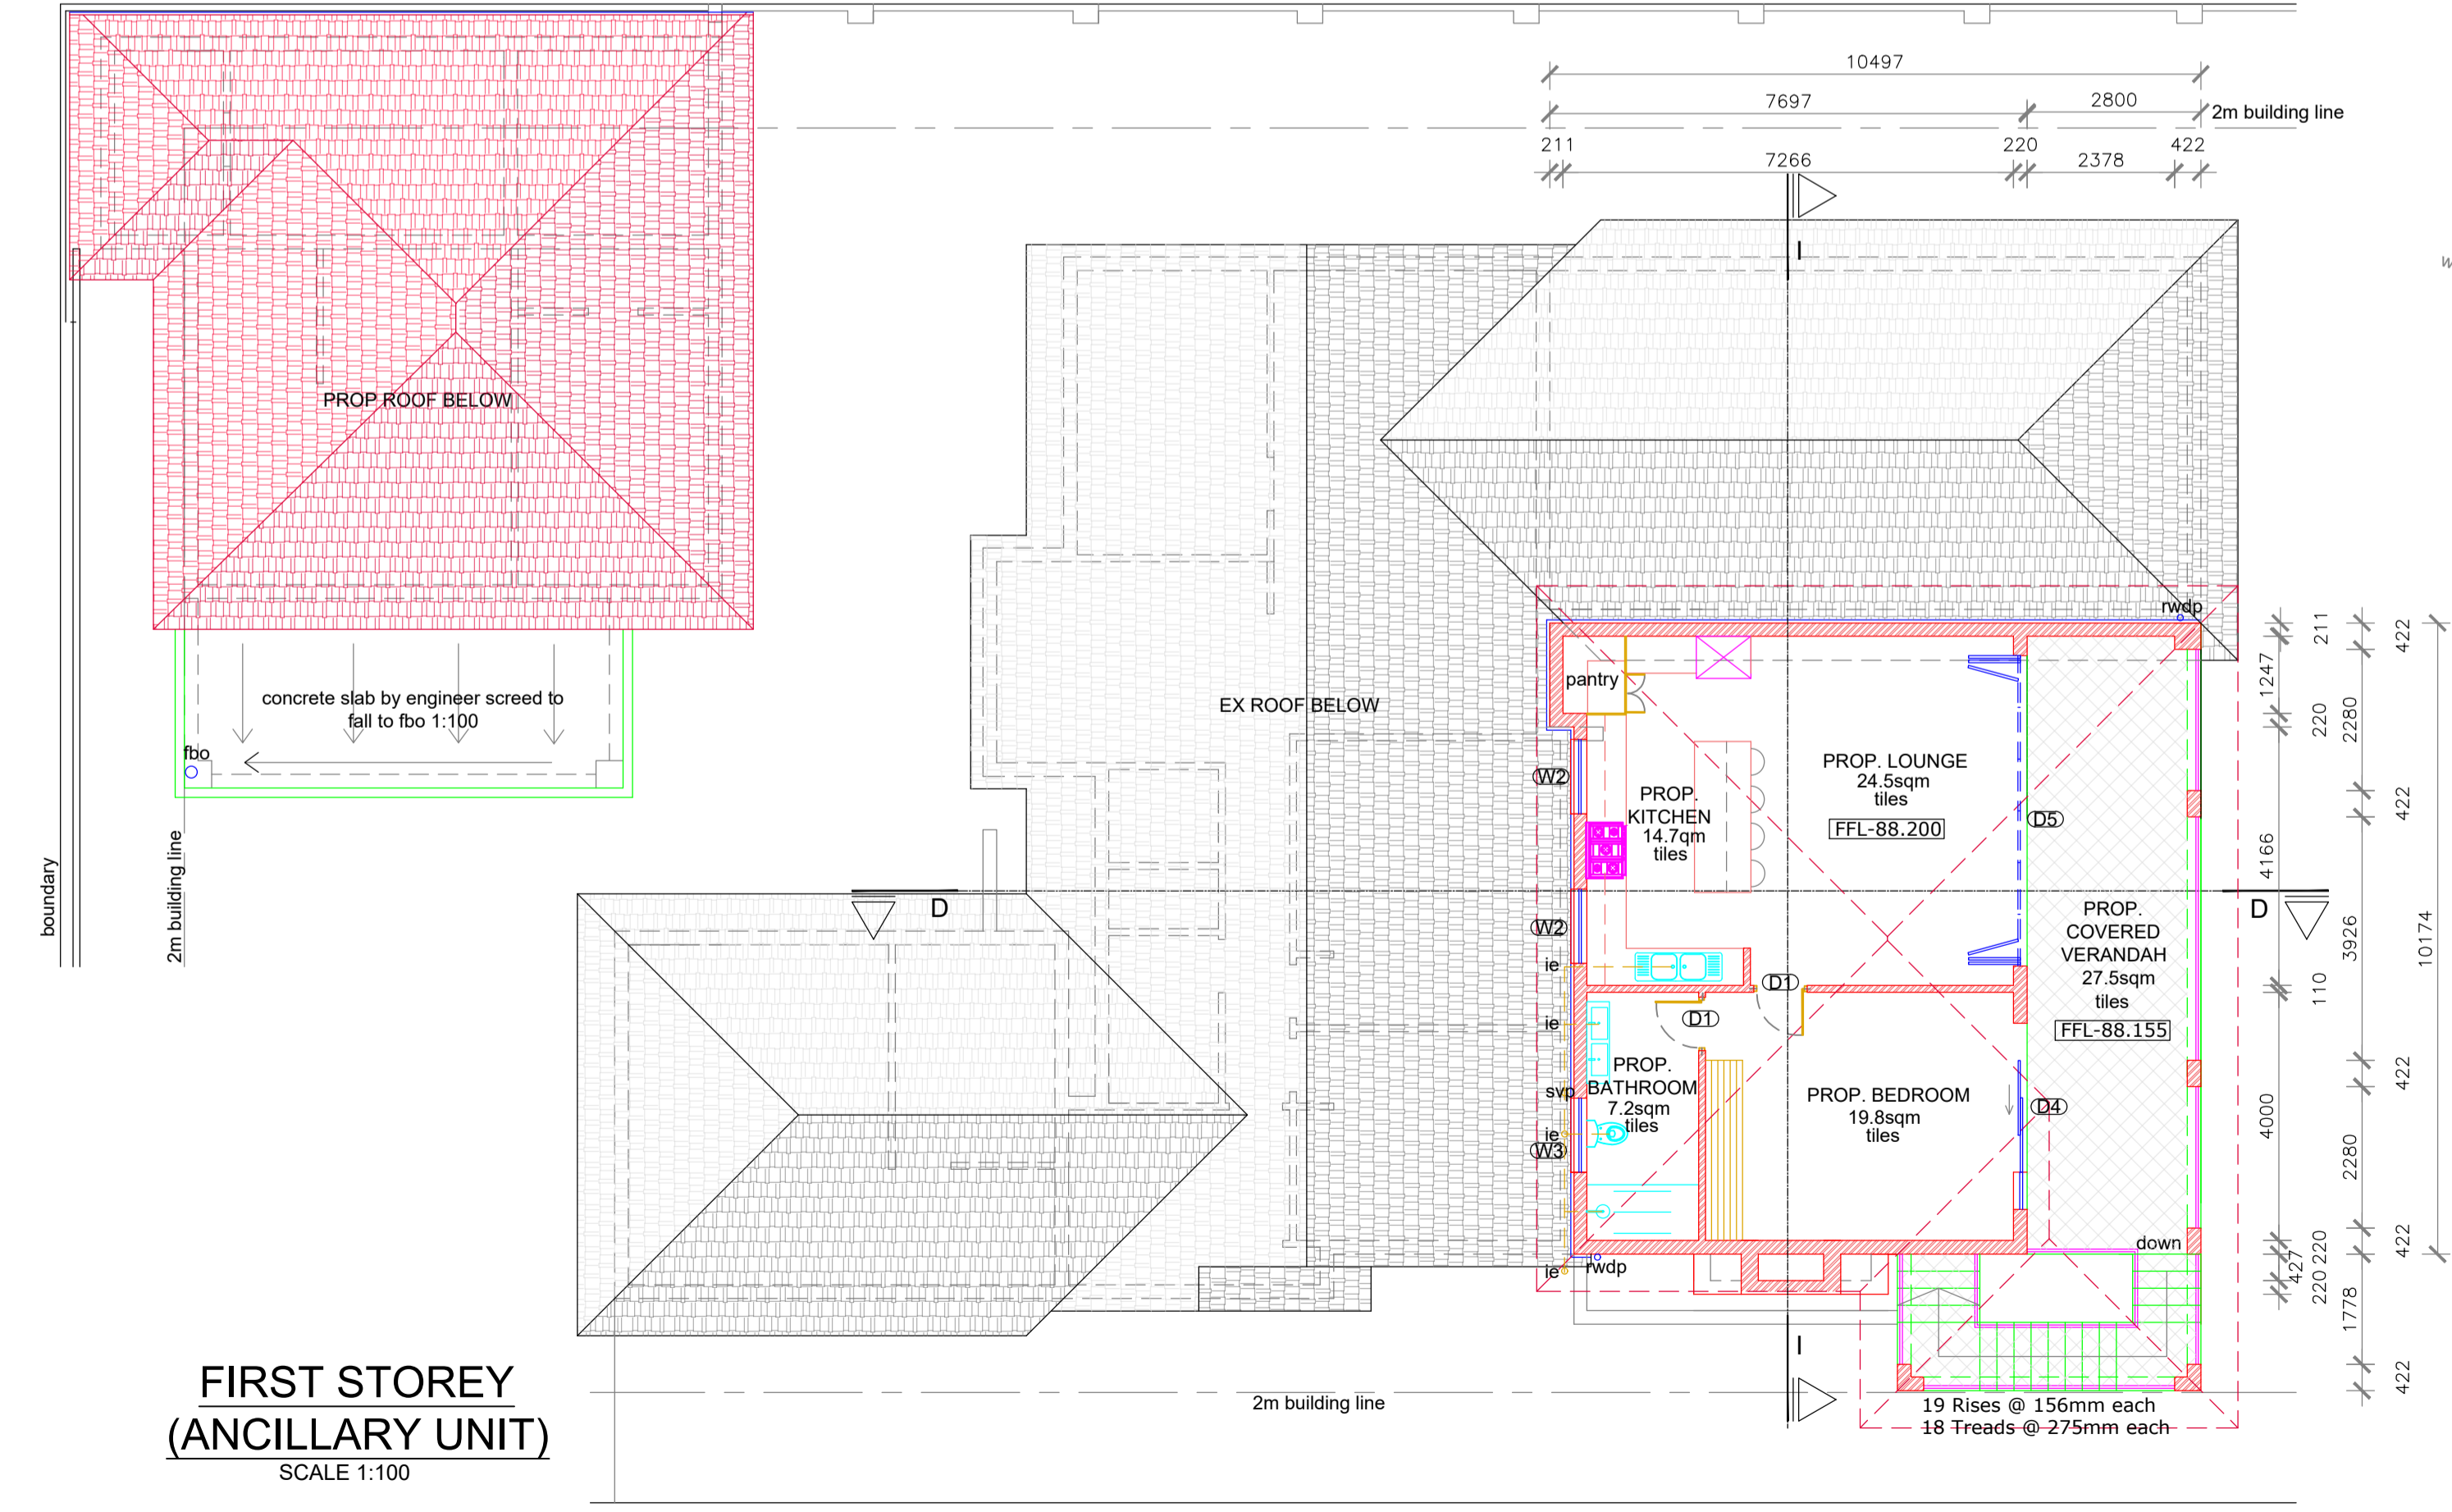 10497
7697
2800
2m building line
211
7266
220
2378
422
I
PROP ROOF BELOW
concrete slab by engineer screed to
fall to fbo 1:100
fbo
boundary
2m building line
EX ROOF BELOW
rwdp
pantry
PROP. LOUNGE
24.5sqm
tiles
FFL-88.200
W2
PROP.
KITCHEN
14.7qm
tiles
D5
D
D
W2
PROP.
COVERED
VERANDAH
27.5sqm
tiles
FFL-88.155
ie
D1
ie
D1
svp
PROP.
BATHROOM
7.2sqm
tiles
PROP. BEDROOM
19.8sqm
tiles
D4
ie
W3
down
rwdp
ie
I
211
1247
220
4166
110
4000
220
427
220
422
2280
422
3926
422
2280
422
1778
422
10174
2m building line
19 Rises @ 156mm each
18 Treads @ 275mm each
FIRST STOREY
(ANCILLARY UNIT)
SCALE 1:100